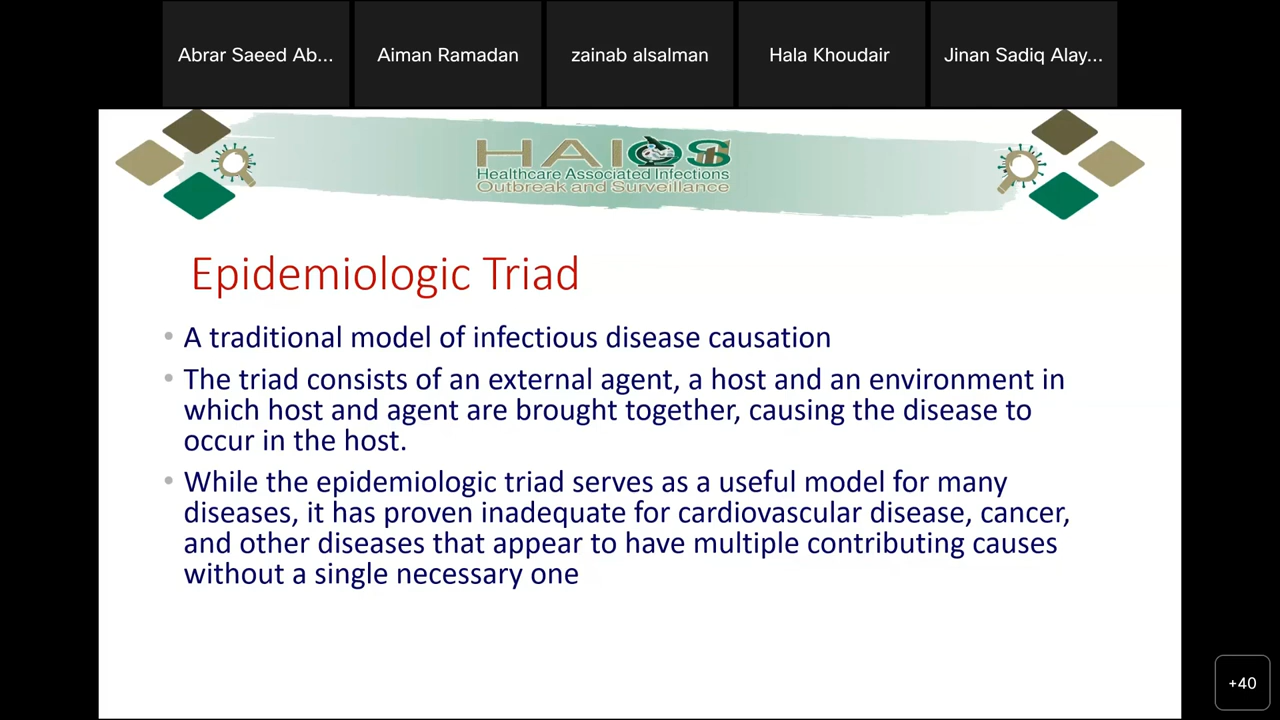 Abrar Saeed Ab...
Aiman Ramadan
zainab alsalman
Hala Khoudair
Jinan Sadiq Alay...
HAIOS
Healthcare Associated Infections
Outbreak and Surveillance
Epidemiologic Triad
• A traditional model of infectious disease causation
• The triad consists of an external agent, a host and an environment in
which host and agent are brought together, causing the disease to
occur in the host.
• While the epidemiologic triad serves as a useful model for many
diseases, it has proven inadequate for cardiovascular disease, cancer,
and other diseases that appear to have multiple contributing causes
without a single necessary one
+40